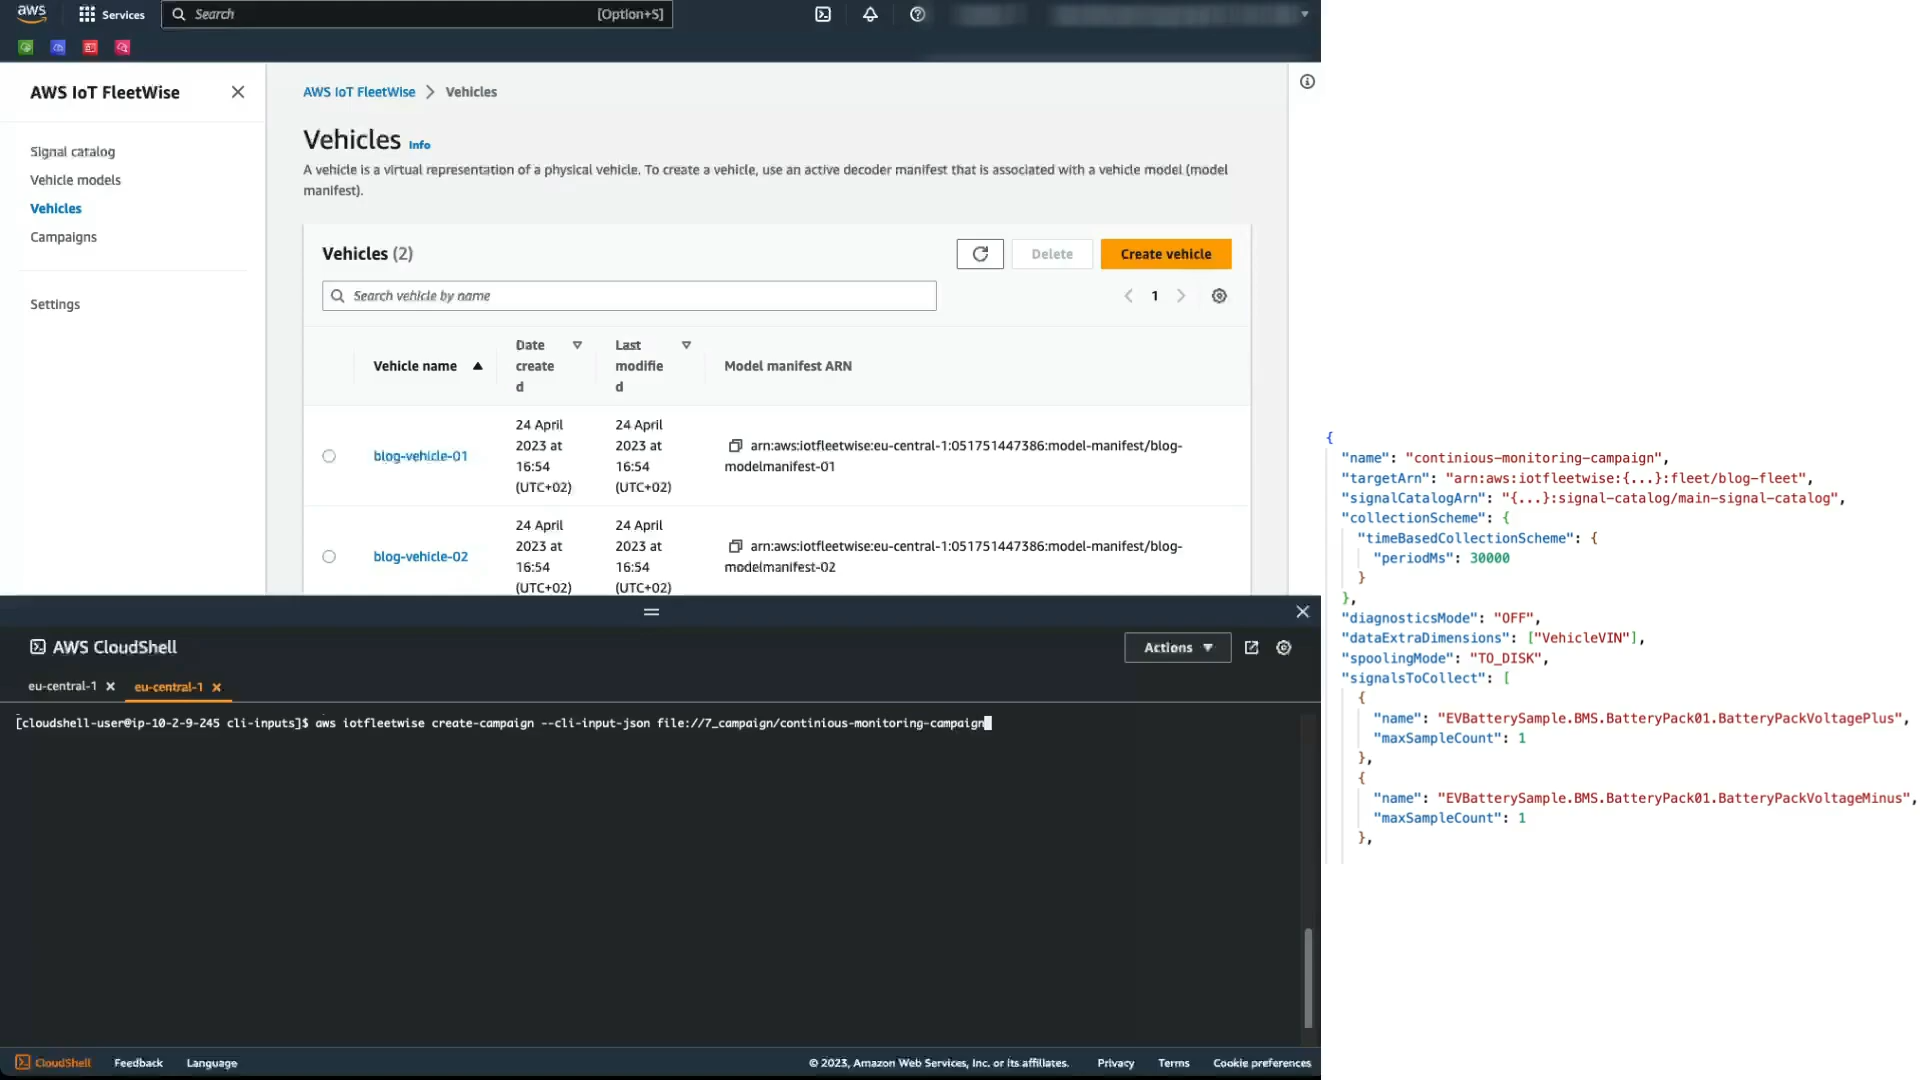 aws
Services
Search
[Option+S]
AWS IoT FleetWise
Signal catalog
Vehicle models
Vehicles
Campaigns
Settings
AWS IoT FleetWise > Vehicles
Vehicles Info
A vehicle is a virtual representation of a physical vehicle. To create a vehicle, use an active decoder manifest that is associated with a vehicle model (model
manifest).
Vehicles (2)
Delete
Create vehicle
Search vehicle by name
1
Vehicle name
Date
create
d
Last
modifie
d
Model manifest ARN
blog-vehicle-01
24 April
2023 at
16:54
(UTC+02)
24 April
2023 at
16:54
(UTC+02)
arn:aws:iotfleetwise:eu-central-1:051751447386:model-manifest/blog-
modelmanifest-01
blog-vehicle-02
24 April
2023 at
16:54
(UTC+02)
24 April
2023 at
16:54
(UTC+02)
arn:aws:iotfleetwise:eu-central-1:051751447386:model-manifest/blog-
modelmanifest-02
AWS CloudShell
Actions
eu-central-1
eu-central-1
[cloudshell-user@ip-10-2-9-245 cli-inputs]$ aws iotfleetwise create-campaign --cli-input-json file://7_campaign/continious-monitoring-campaign
CloudShell
Feedback
Language
© 2023, Amazon Web Services, Inc. or its affiliates.
Privacy
Terms
Cookie preferences
{
"name": "continious-monitoring-campaign",
"targetArn": "arn:aws:iotfleetwise:{...}:fleet/blog-fleet",
"signalCatalogArn": "{...}:signal-catalog/main-signal-catalog",
"collectionScheme": {
"timeBasedCollectionScheme": {
"periodMs": 30000
}
},
"diagnosticsMode": "OFF",
"dataExtraDimensions": ["VehicleVIN"],
"spoolingMode": "TO_DISK",
"signalsToCollect": [
{
"name": "EVBatterySample.BMS.BatteryPack01.BatteryPackVoltagePlus",
"maxSampleCount": 1
},
{
"name": "EVBatterySample.BMS.BatteryPack01.BatteryPackVoltageMinus",
"maxSampleCount": 1
},